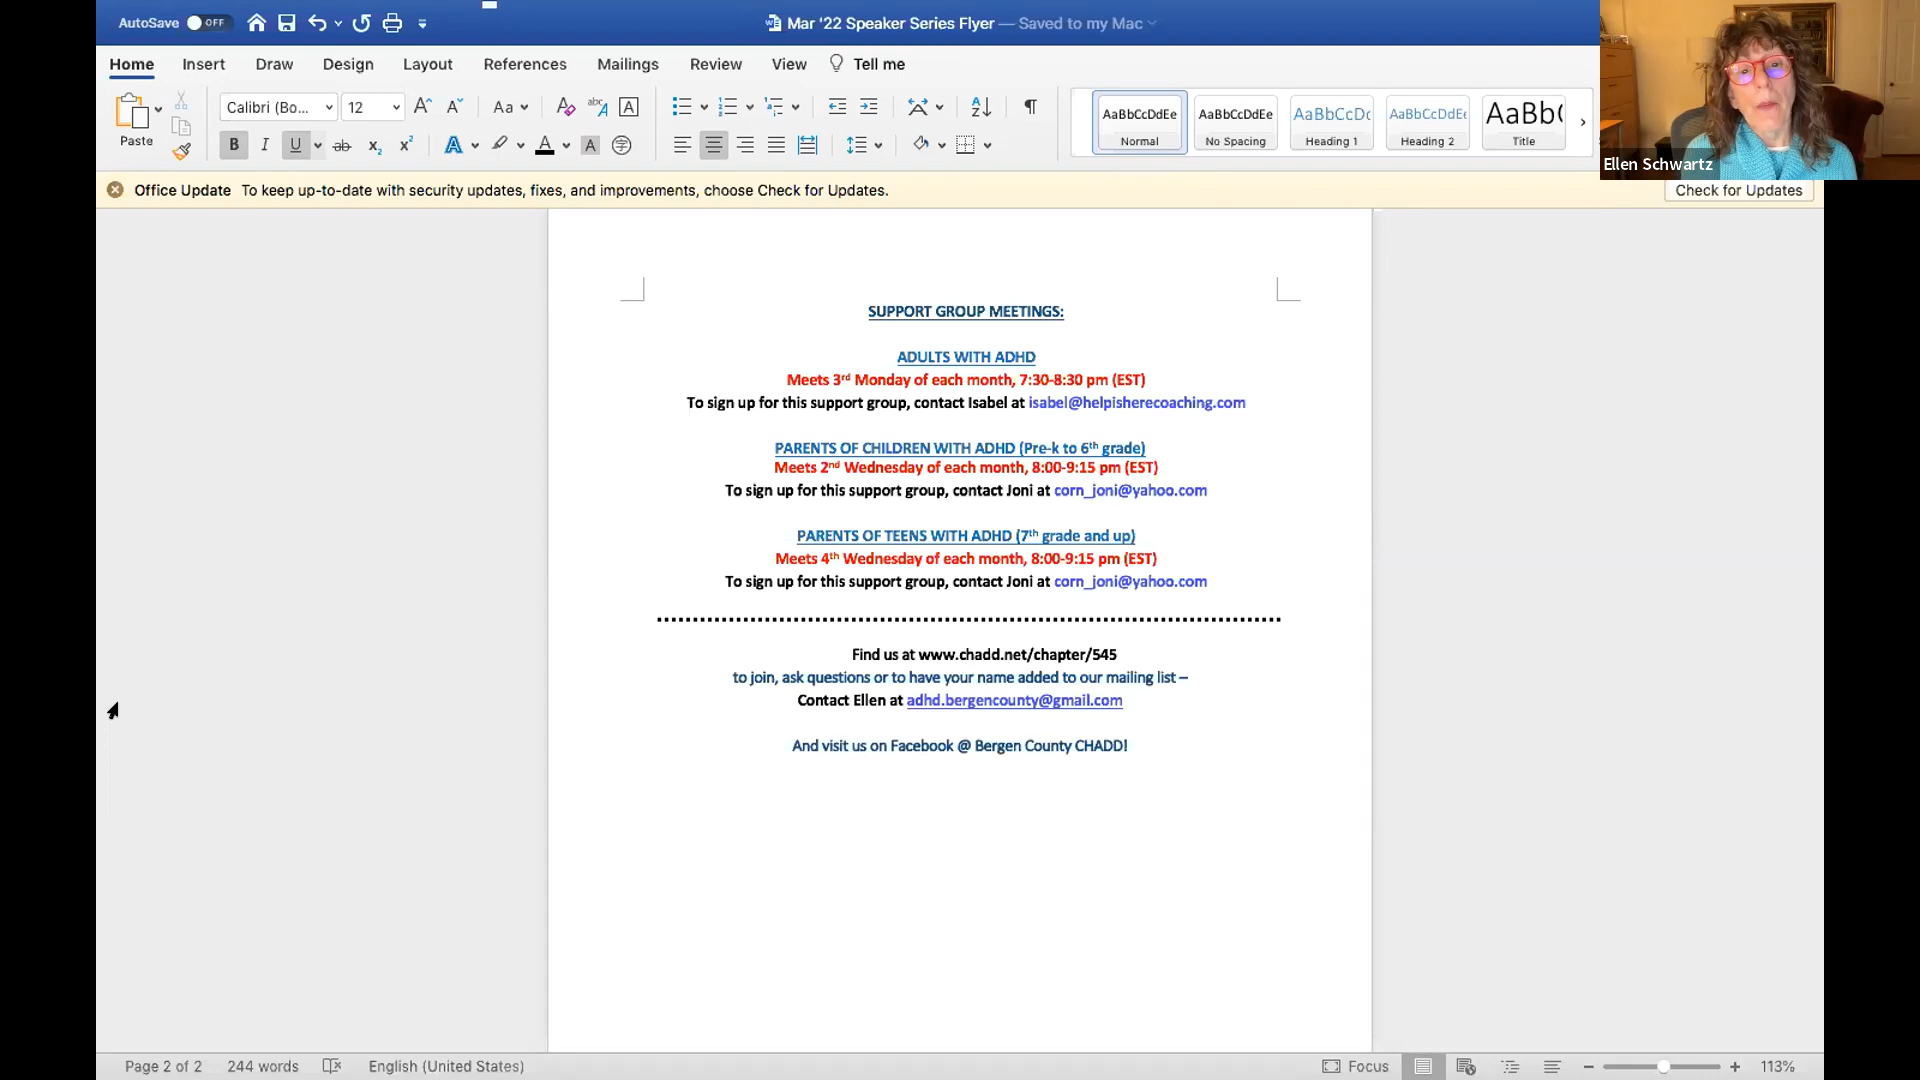 AutoSave OFF
Mar '22 Speaker Series Flyer — Saved to my Mac
Home Insert Draw Design Layout References Mailings Review View Tell me
Paste
Calibri (Bo... 12
AaBbCcDdEe AaBbCcDdEe AaBbCcDc AaBbCcDdEe AaBb(
Normal No Spacing Heading 1 Heading 2 Title
Ellen Schwartz
Office Update To keep up-to-date with security updates, fixes, and improvements, choose Check for Updates.
Check for Updates
SUPPORT GROUP MEETINGS:
ADULTS WITH ADHD
Meets 3rd Monday of each month, 7:30-8:30 pm (EST)
To sign up for this support group, contact Isabel at isabel@helpisherecoaching.com
PARENTS OF CHILDREN WITH ADHD (Pre-k to 6th grade)
Meets 2nd Wednesday of each month, 8:00-9:15 pm (EST)
To sign up for this support group, contact Joni at corn_joni@yahoo.com
PARENTS OF TEENS WITH ADHD (7th grade and up)
Meets 4th Wednesday of each month, 8:00-9:15 pm (EST)
To sign up for this support group, contact Joni at corn_joni@yahoo.com
Find us at www.chadd.net/chapter/545
to join, ask questions or to have your name added to our mailing list –
Contact Ellen at adhd.bergencounty@gmail.com
And visit us on Facebook @ Bergen County CHADD!
Page 2 of 2 244 words English (United States) Focus 113%